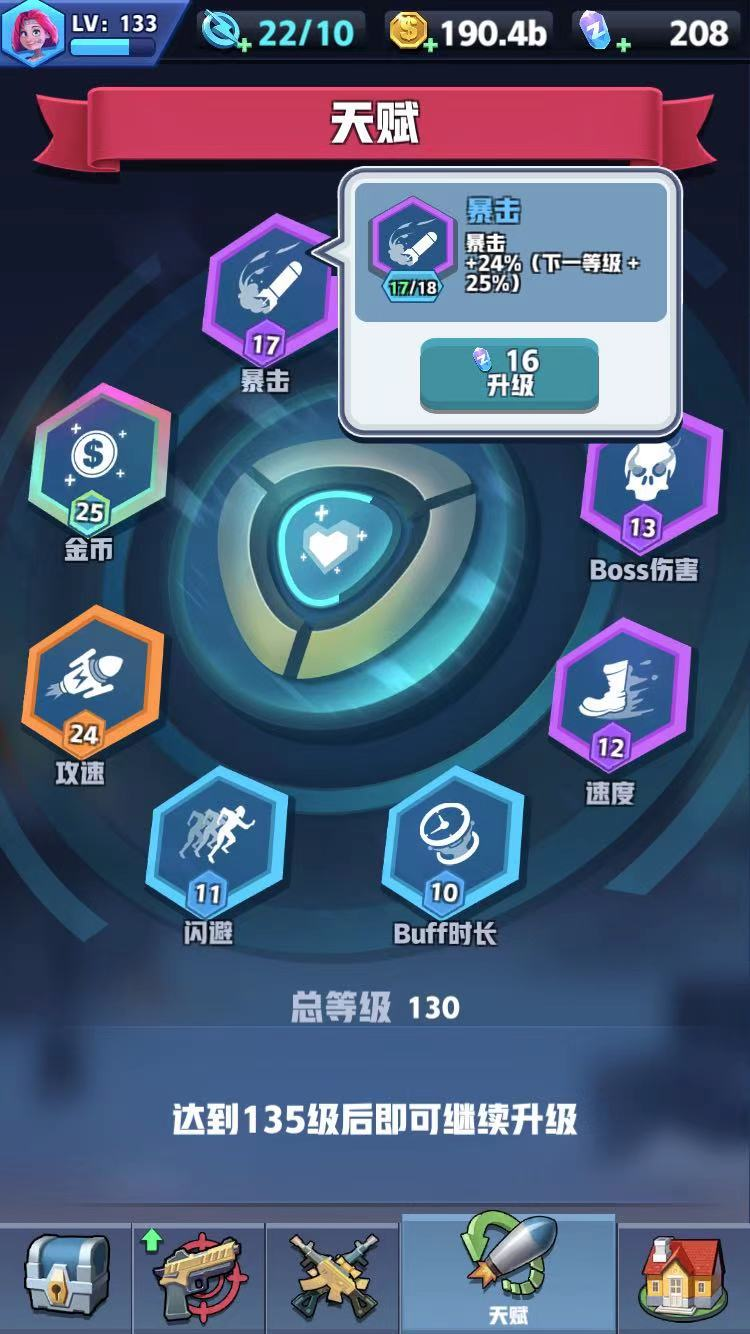 LV: 133
22/10
190.4b
208
天赋
暴击
暴击
+24%（下一等级 +
25%）
17/18
16
升级
17
暴击
25
金币
13
Boss伤害
24
攻速
12
速度
11
闪避
10
Buff时长
总等级 130
达到135级后即可继续升级
天赋